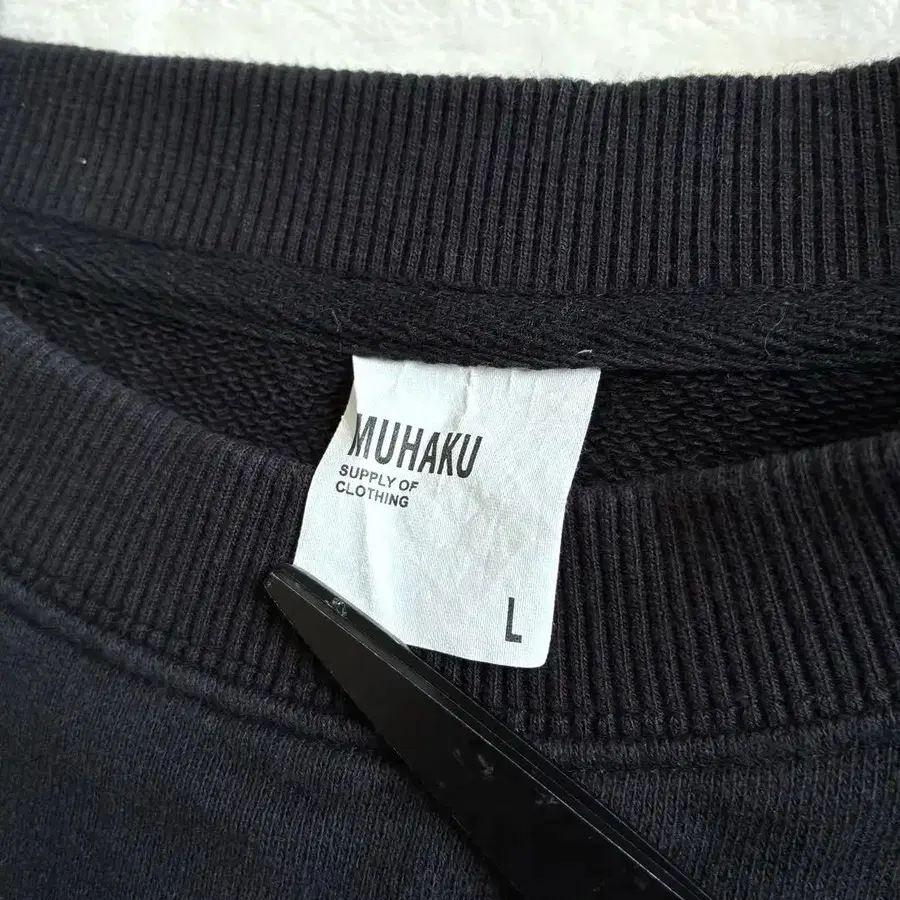 MUHAKU
SUPPLY OF
CLOTHING
L